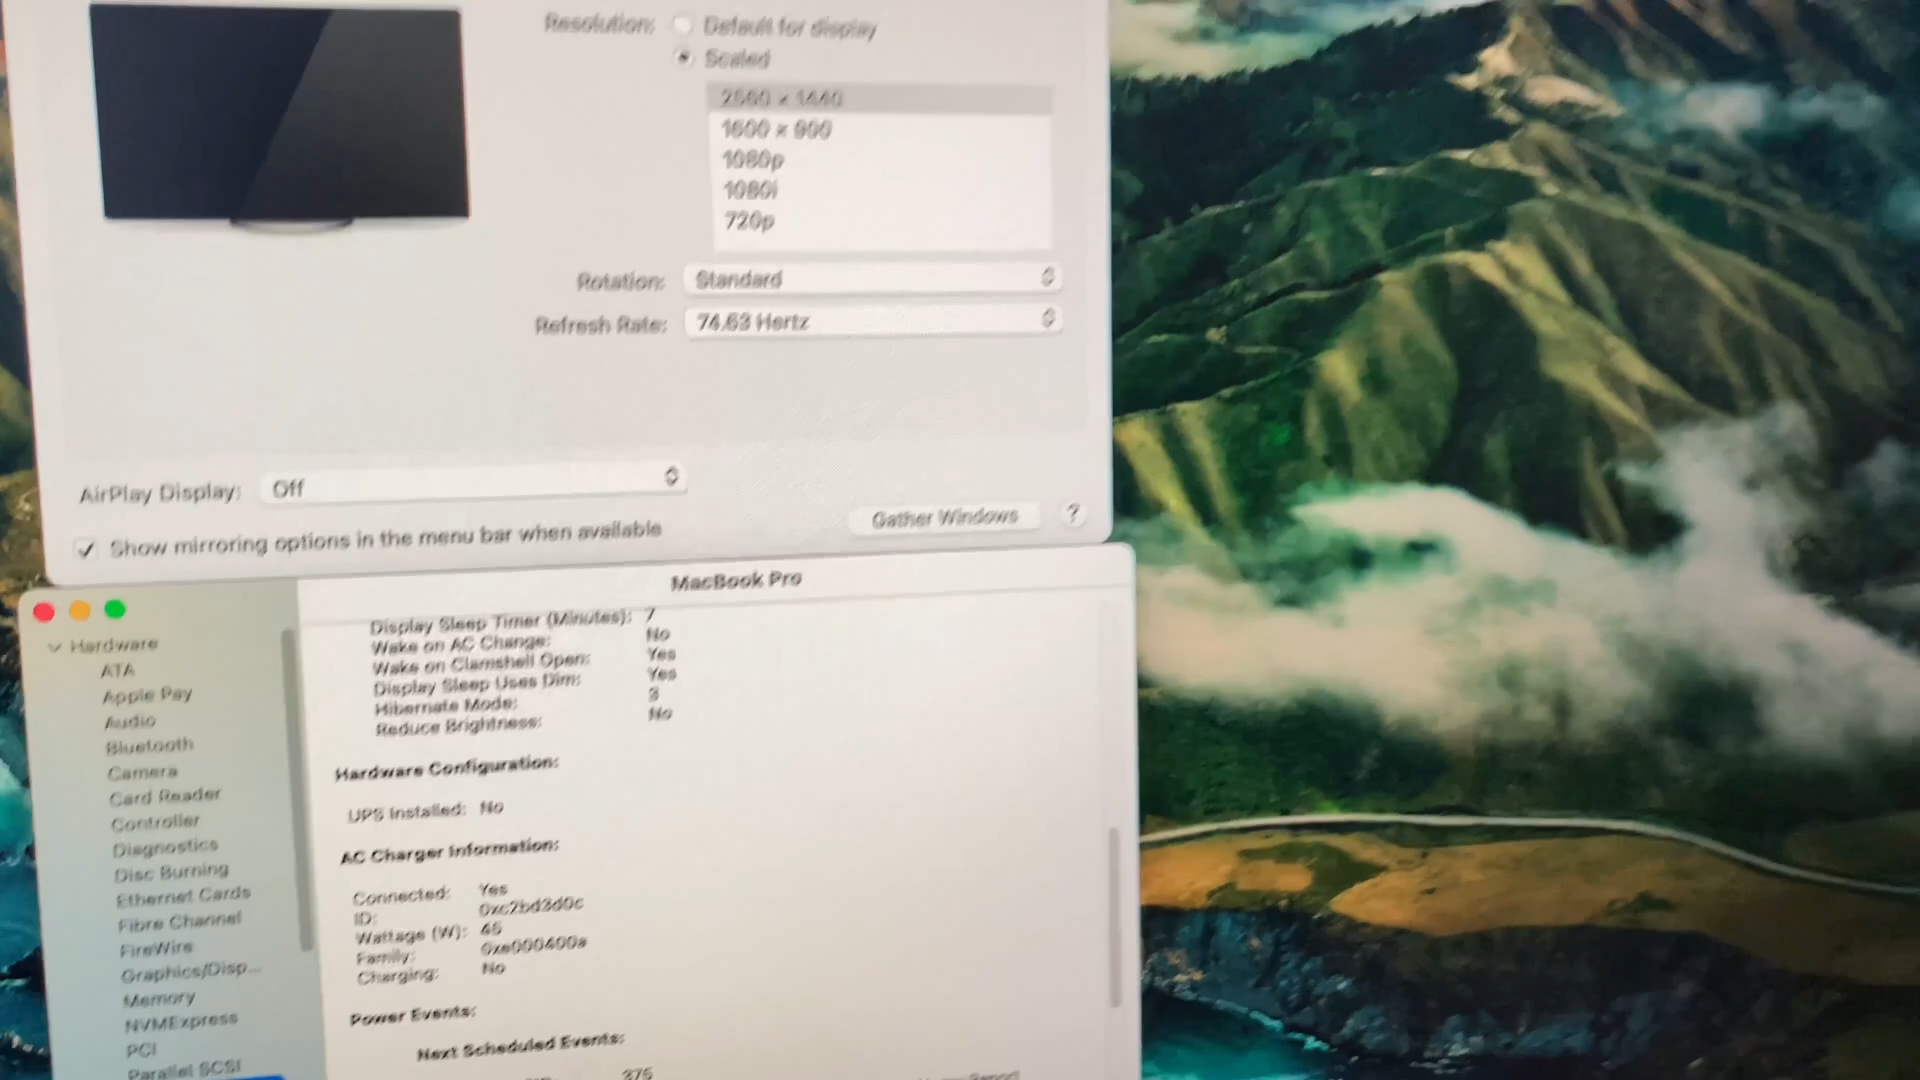 Resolution: Default for display
Scaled
2560 x 1440
1600 x 900
1080p
1080i
720p
Rotation: Standard
Refresh Rate: 74.53 Hertz
AirPlay Display: Off
Gather Windows ?
Show mirroring options in the menu bar when available
MacBook Pro
Hardware
ATA
Apple Pay
Audio
Bluetooth
Camera
Card Reader
Controller
Diagnostics
Disc Burning
Ethernet Cards
Fibre Channel
FireWire
Graphics/Disp...
Memory
NVMExpress
PCI
Parallel SCSI
Display Sleep Timer (Minutes): 7
Wake on AC Change: No
Wake on Clamshell Open: Yes
Display Sleep Uses Dim: Yes
Hibernate Mode: 3
Reduce Brightness: No
Hardware Configuration:
UPS Installed: No
AC Charger Information:
Connected: Yes
ID: 0xc2bd3d0c
Wattage (W): 45
Family: 0xe000400a
Charging: No
Power Events:
Next Scheduled Events: